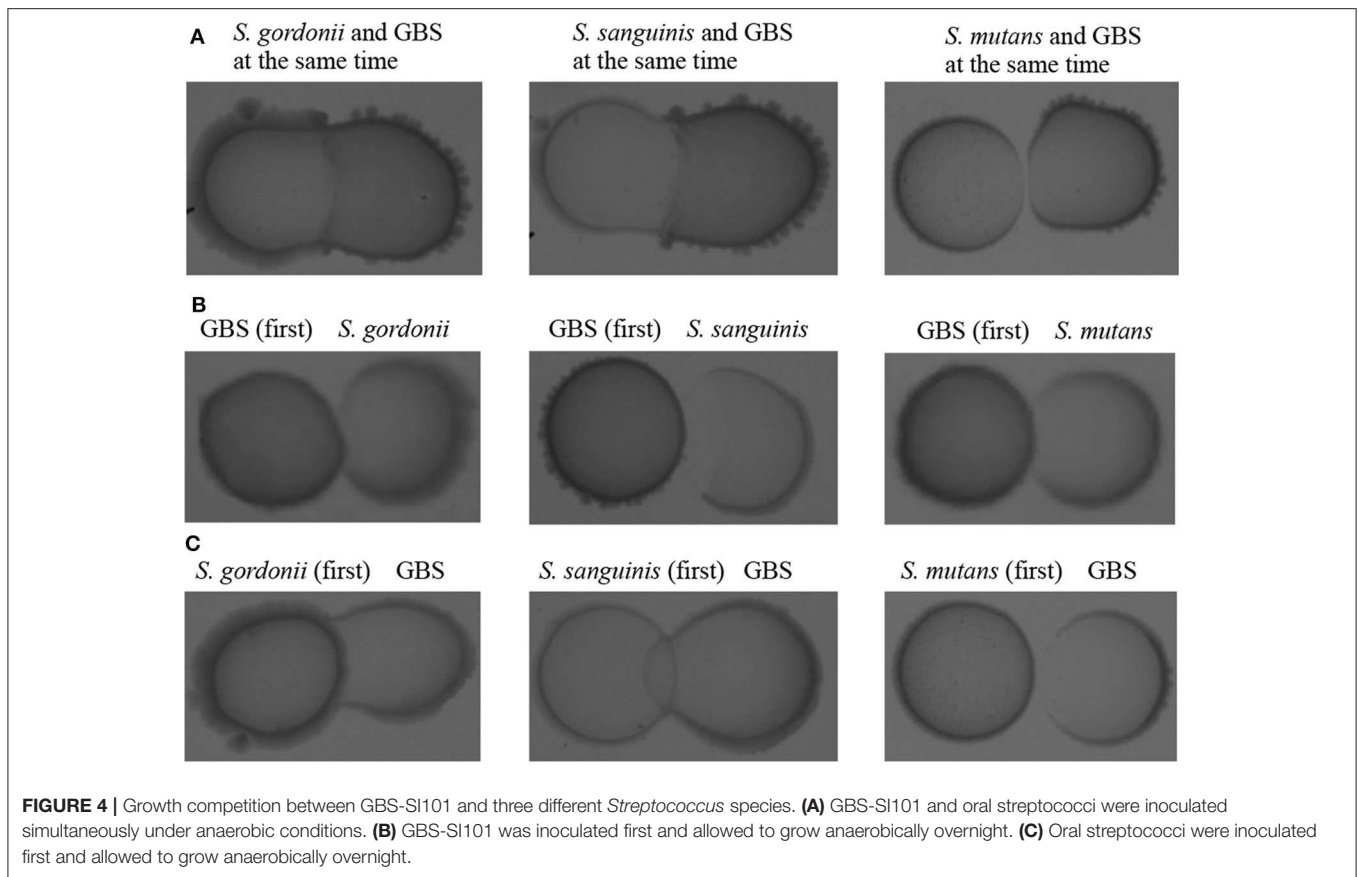 A
S. gordonii and GBS
at the same time
S. sanguinis and GBS
at the same time
S. mutans and GBS
at the same time
B
GBS (first) S. gordonii
GBS (first) S. sanguinis
GBS (first) S. mutans
C
S. gordonii (first) GBS
S. sanguinis (first) GBS
S. mutans (first) GBS
FIGURE 4 | Growth competition between GBS-SI101 and three different Streptococcus species. (A) GBS-SI101 and oral streptococci were inoculated
simultaneously under anaerobic conditions. (B) GBS-SI101 was inoculated first and allowed to grow anaerobically overnight. (C) Oral streptococci were inoculated
first and allowed to grow anaerobically overnight.